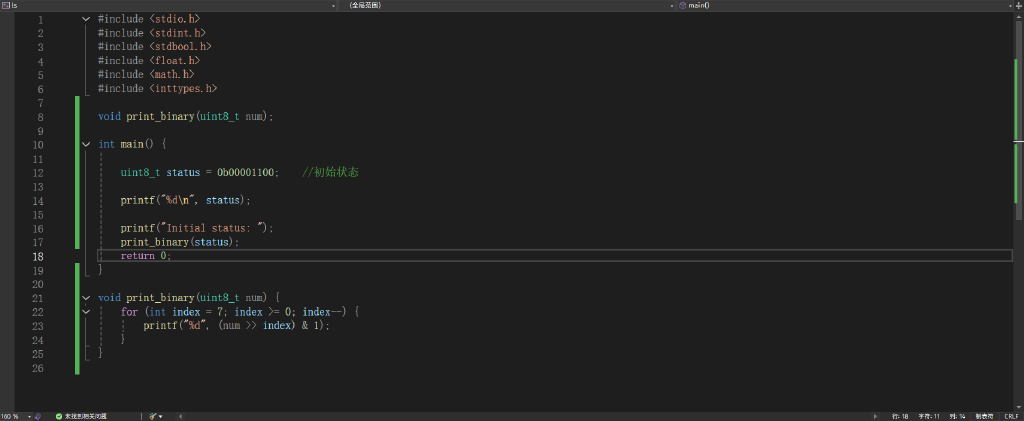 ls (全局范围) main()
1 #include <stdio.h>
2 #include <stdint.h>
3 #include <stdbool.h>
4 #include <float.h>
5 #include <math.h>
6 #include <inttypes.h>
7
8 void print_binary(uint8_t num);
9
10 int main() {
11
12 uint8_t status = 0b00001100; //初始状态
13
14 printf("%d\n", status);
15
16 printf("Initial status: ");
17 print_binary(status);
18 return 0;
19 }
20
21 void print_binary(uint8_t num) {
22 for (int index = 7; index >= 0; index--) {
23 printf("%d", (num >> index) & 1);
24 }
25 }
26
160 % 未找到相关问题 行: 18 字符: 11 列: 14 制表符 CRLF